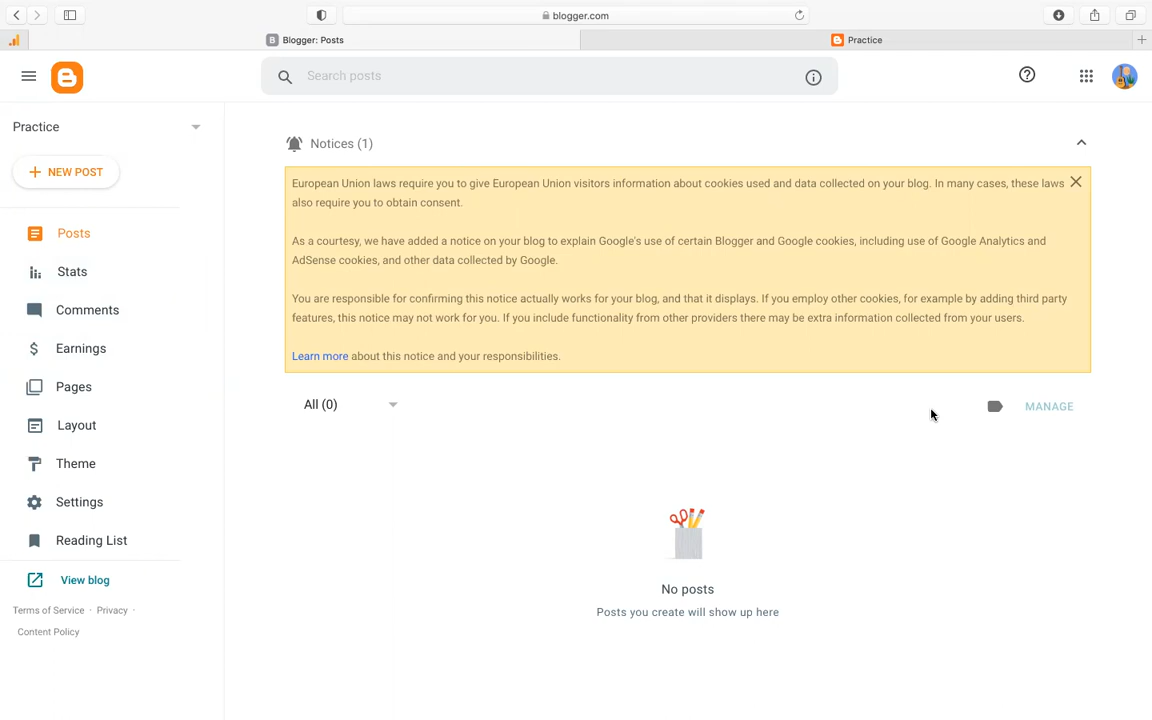 blogger.com
Blogger: Posts
Practice
Search posts
Practice
NEW POST
Posts
Stats
Comments
Earnings
Pages
Layout
Theme
Settings
Reading List
View blog
Terms of Service · Privacy ·
Content Policy
Notices (1)
European Union laws require you to give European Union visitors information about cookies used and data collected on your blog. In many cases, these laws
also require you to obtain consent.
As a courtesy, we have added a notice on your blog to explain Google's use of certain Blogger and Google cookies, including use of Google Analytics and
AdSense cookies, and other data collected by Google.
You are responsible for confirming this notice actually works for your blog, and that it displays. If you employ other cookies, for example by adding third party
features, this notice may not work for you. If you include functionality from other providers there may be extra information collected from your users.
Learn more about this notice and your responsibilities.
All (0)
MANAGE
No posts
Posts you create will show up here